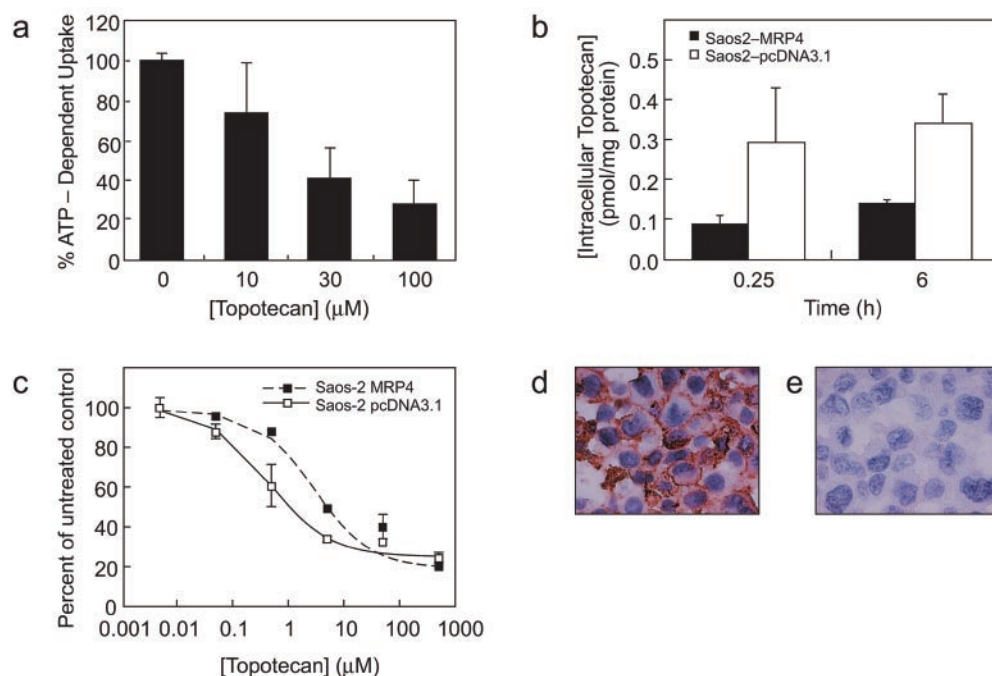 a
120
100
80
60
40
20
0
% ATP – Dependent Uptake
0 10 30 100
[Topotecan] (µM)
b
Saos2–MRP4
Saos2–pcDNA3.1
0.5
0.4
0.3
0.2
0.1
0.0
[Intracellular Topotecan]
(pmol/mg protein)
0.25 6
Time (h)
c
Saos-2 MRP4
Saos-2 pcDNA3.1
100
80
60
40
20
0
Percent of untreated control
0.001 0.01 0.1 1 10 100 1000
[Topotecan] (µM)
d
e